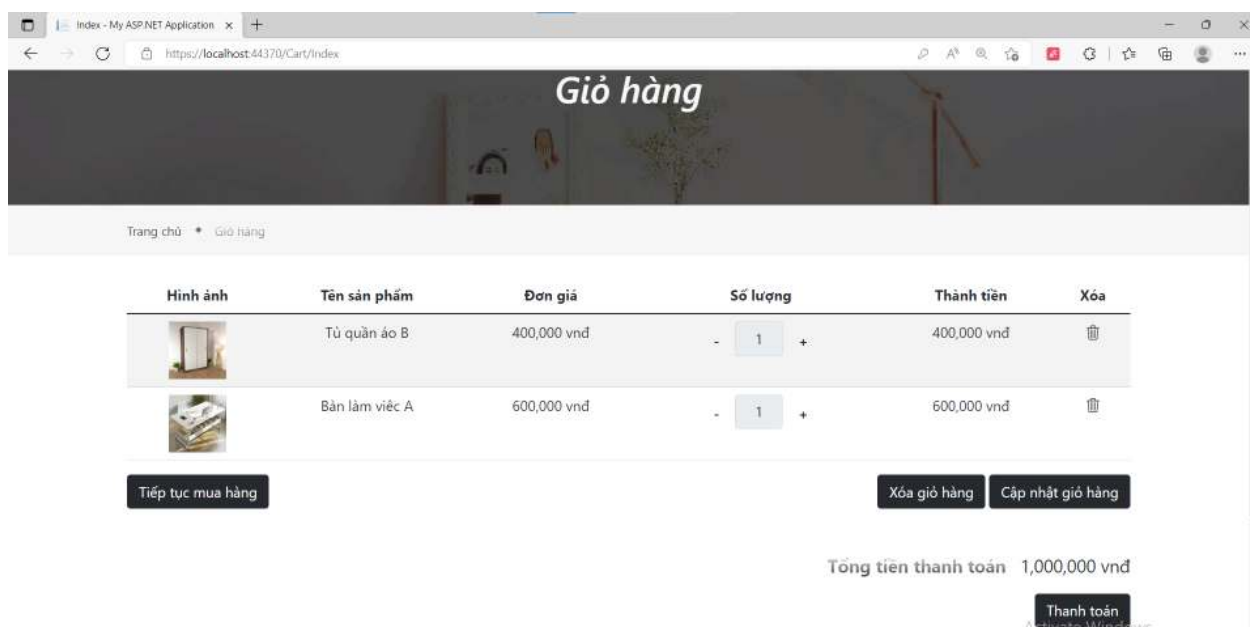 Index - My ASP.NET Application
https://localhost:44370/Cart/Index
Giỏ hàng
Trang chủ • Giỏ hàng
Hình ảnh Tên sản phẩm Đơn giá Số lượng Thành tiền Xóa
Tủ quần áo B 400,000 vnđ - 1 + 400,000 vnđ
Bàn làm viêc A 600,000 vnđ - 1 + 600,000 vnđ
Tiếp tục mua hàng Xóa giỏ hàng Cập nhật giỏ hàng
Tổng tiền thanh toán 1,000,000 vnđ
Thanh toán
Activate Windows